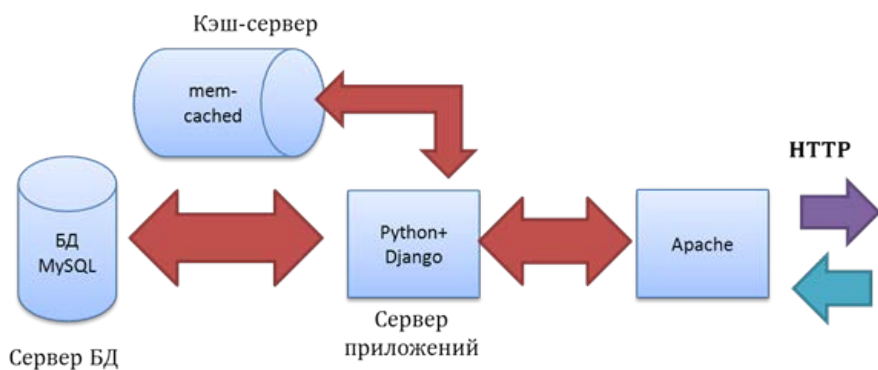 Кэш-сервер
mem-
cached
HTTP
БД
MySQL
Python+
Django
Apache
Сервер
приложений
Сервер БД